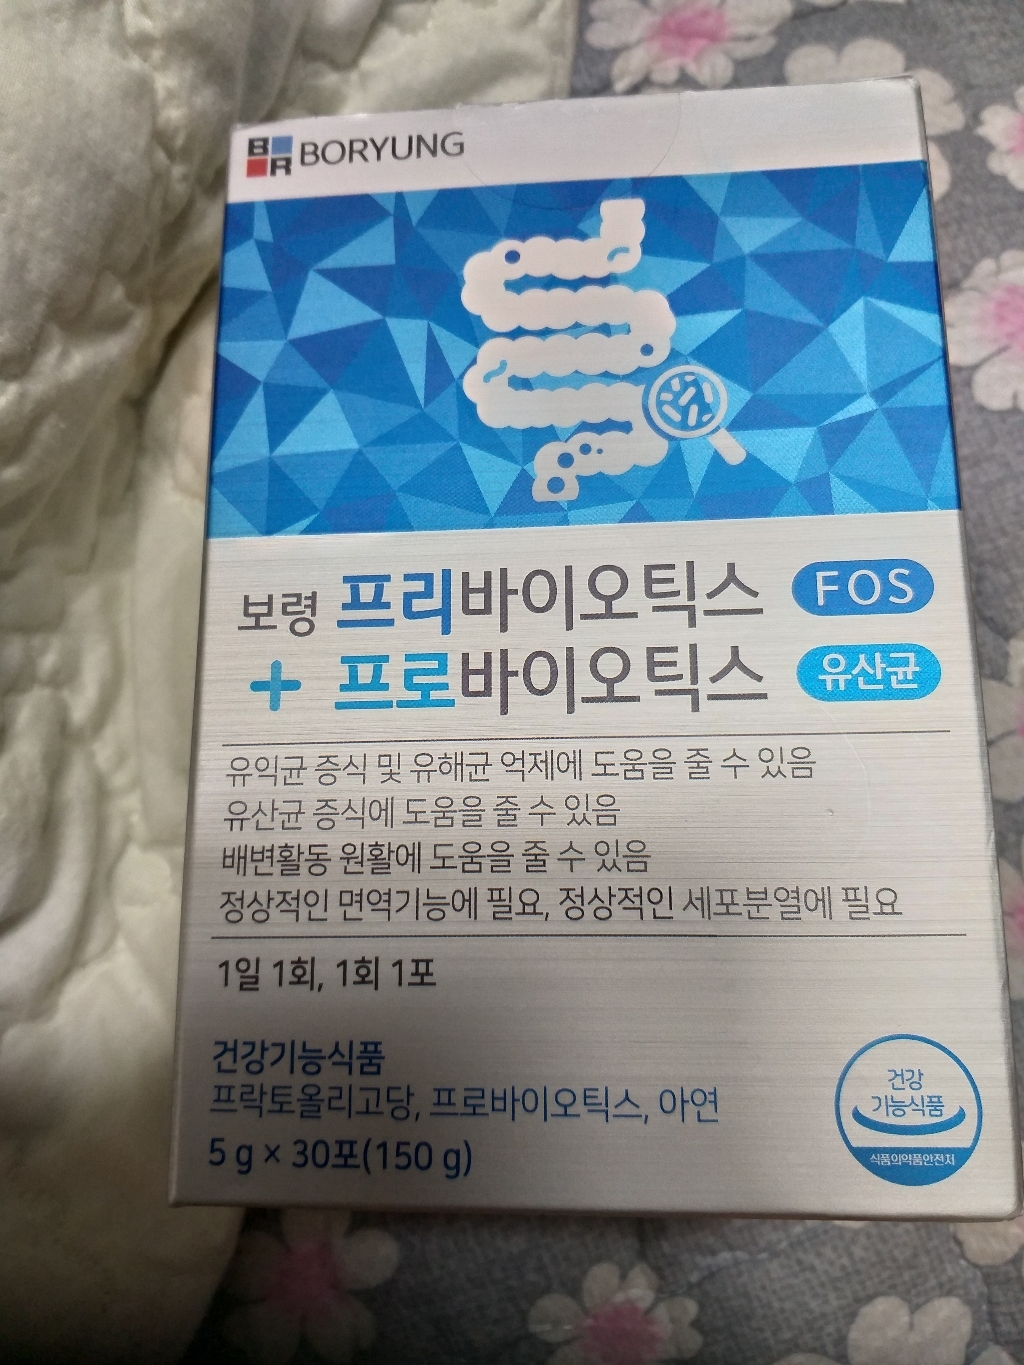 BR BORYUNG
보령 프리바이오틱스 FOS
+ 프로바이오틱스 유산균
유익균 증식 및 유해균 억제에 도움을 줄 수 있음
유산균 증식에 도움을 줄 수 있음
배변활동 원활에 도움을 줄 수 있음
정상적인 면역기능에 필요, 정상적인 세포분열에 필요
1일 1회, 1회 1포
건강기능식품
프락토올리고당, 프로바이오틱스, 아연
5 g × 30포(150 g)
건강
기능식품
식품의약품안전처